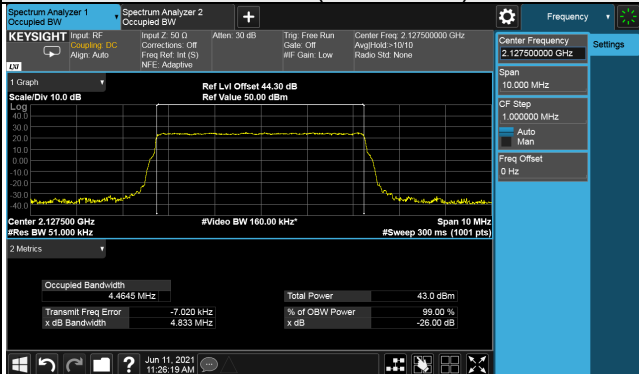 Spectrum Analyzer 1
Occupied BW
Spectrum Analyzer 2
Occupied BW
Frequency
KEYSIGHT
Input: RF
Coupling: DC
Align: Auto
Input Z: 50 Ω
Corrections: Off
Freq Ref: Int (S)
NFE: Adaptive
Atten: 30 dB
Trig: Free Run
Gate: Off
#IF Gain: Low
Center Freq: 2.127500000 GHz
Avg|Hold:>10/10
Radio Std: None
LXI
Center Frequency
2.127500000 GHz
Settings
Span
10.000 MHz
CF Step
1.000000 MHz
Auto
Man
Freq Offset
0 Hz
1 Graph
Scale/Div 10.0 dB
Ref Lvl Offset 44.30 dB
Ref Value 50.00 dBm
Log
40.0
30.0
20.0
10.0
0.00
-10.0
-20.0
-30.0
-40.0
Center 2.127500 GHz
#Video BW 160.00 kHz*
Span 10 MHz
#Res BW 51.000 kHz
#Sweep 300 ms (1001 pts)
2 Metrics
Occupied Bandwidth
4.4645 MHz
Total Power
43.0 dBm
Transmit Freq Error
-7.020 kHz
% of OBW Power
99.00 %
x dB Bandwidth
4.833 MHz
x dB
-26.00 dB
Jun 11, 2021
11:26:19 AM